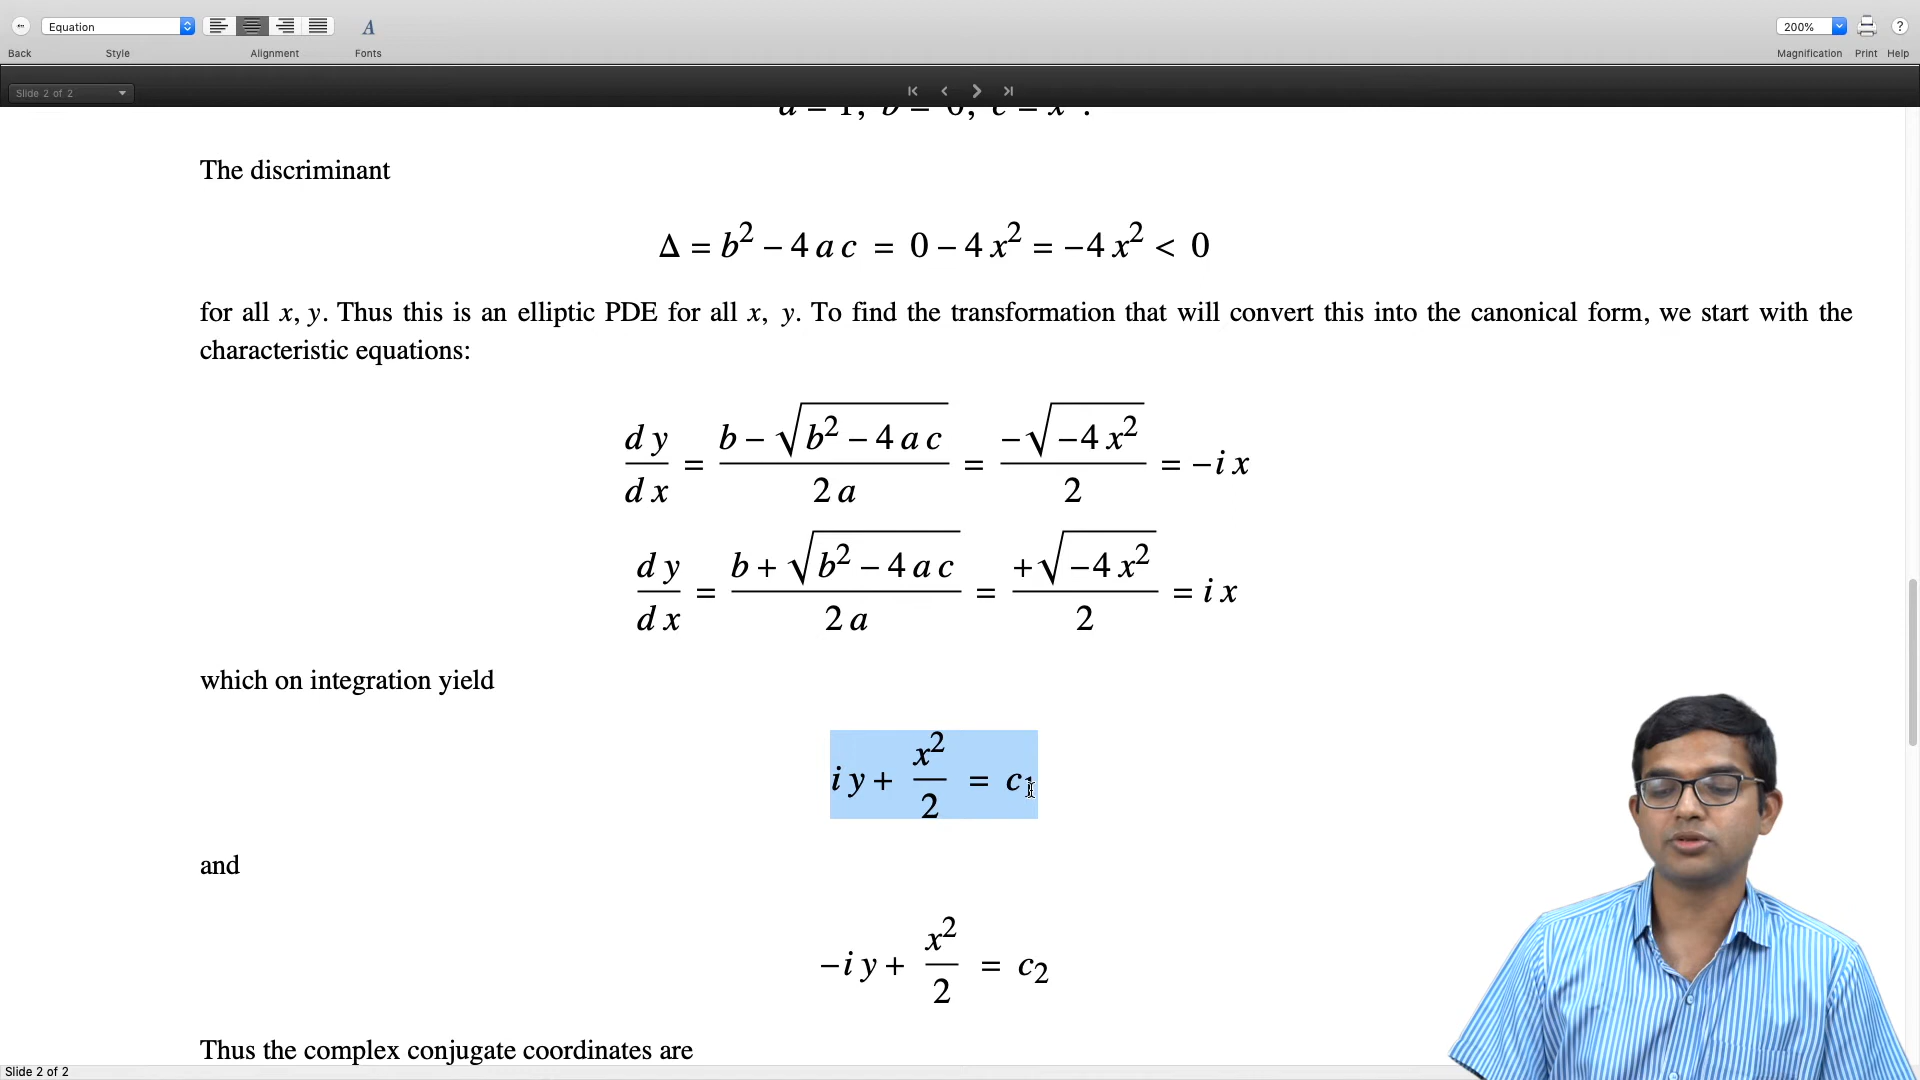 Equation
200%
Back
Style
Alignment
Fonts
Magnification
Print
Help
Slide 2 of 2
a = 1, b = 0, c = x .
The discriminant
Δ = b² − 4 a c = 0 − 4 x² = −4 x² < 0
for all x, y. Thus this is an elliptic PDE for all x, y. To find the transformation that will convert this into the canonical form, we start with the
characteristic equations:
d y / d x = (b − √(b² − 4 a c)) / 2 a = −√(−4 x²) / 2 = −i x
d y / d x = (b + √(b² − 4 a c)) / 2 a = +√(−4 x²) / 2 = i x
which on integration yield
i y + x² / 2 = c₁
and
−i y + x² / 2 = c₂
Thus the complex conjugate coordinates are
Slide 2 of 2